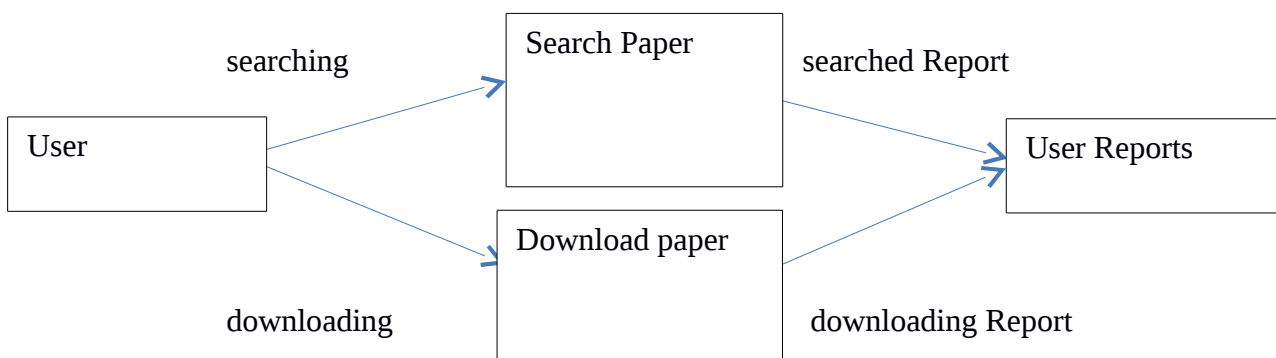 Search Paper
searching
searched Report
User
User Reports
Download paper
downloading
downloading Report